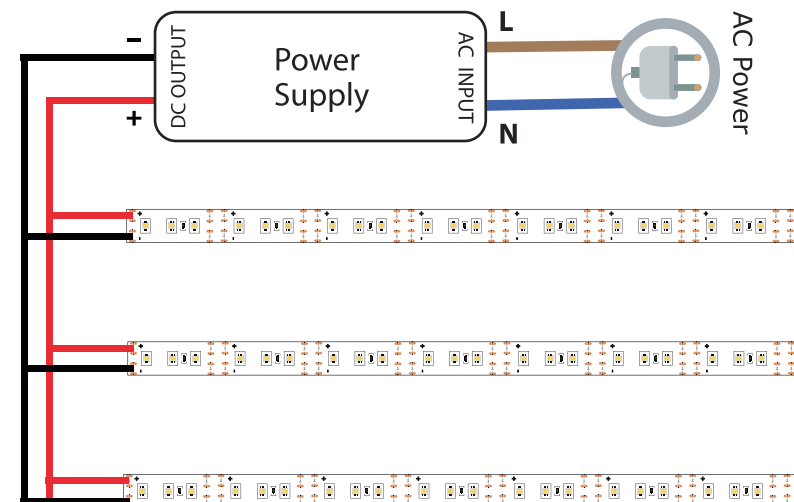 L
DC OUTPUT
Power
Supply
AC INPUT
AC Power
−
+
N